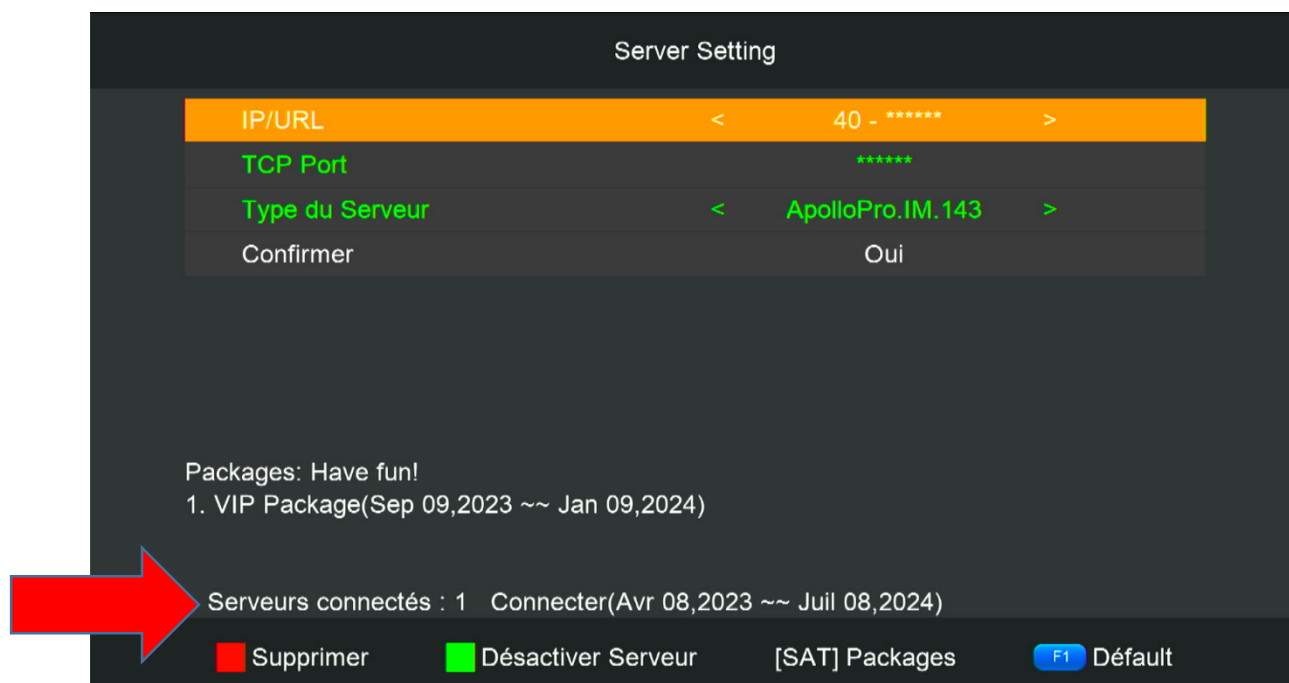 Server Setting
IP/URL < 40 - ****** >
TCP Port ******
Type du Serveur < ApolloPro.IM.143 >
Confirmer Oui
Packages: Have fun!
1. VIP Package(Sep 09,2023 ~~ Jan 09,2024)
Serveurs connectés : 1 Connecter(Avr 08,2023 ~~ Juil 08,2024)
Supprimer Désactiver Serveur [SAT] Packages F1 Défault